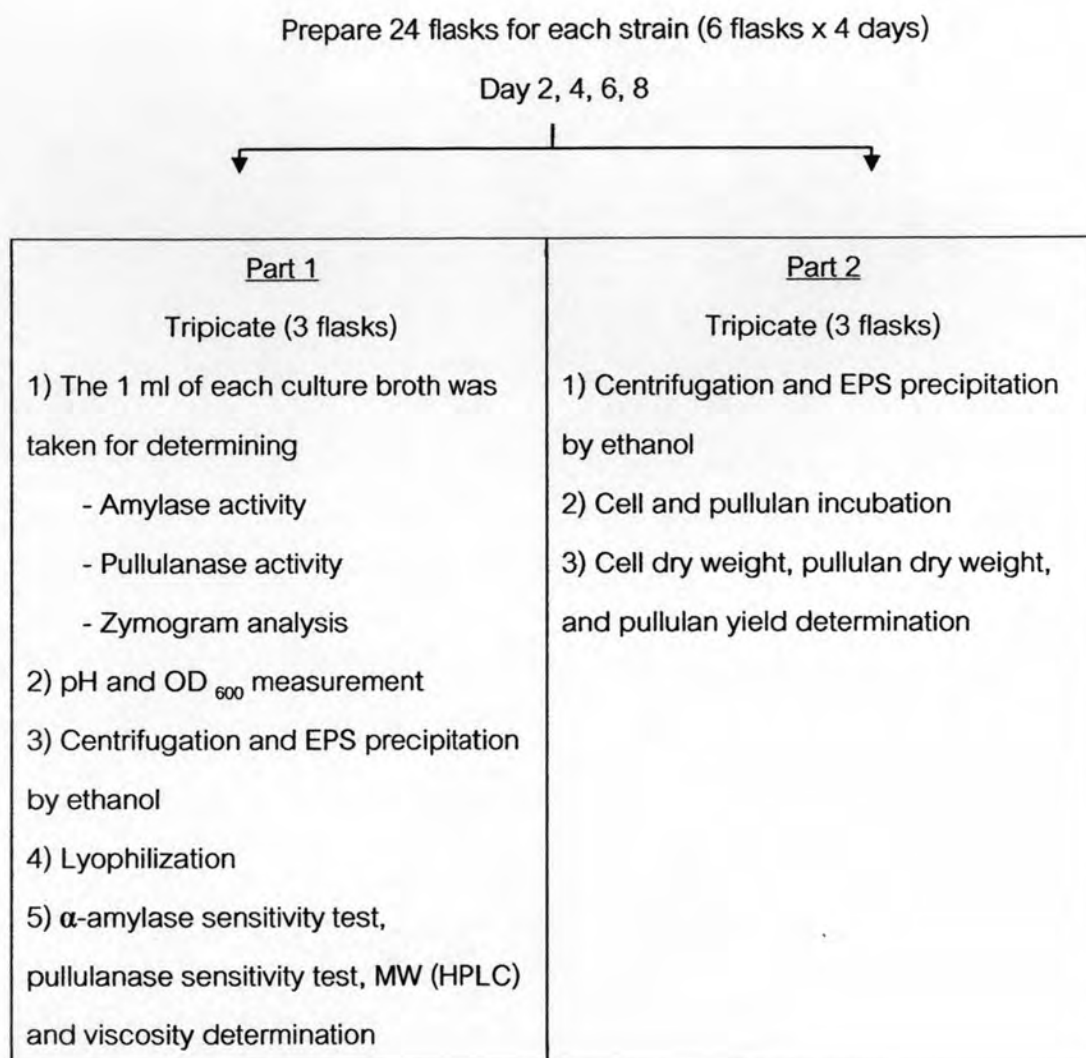 Prepare 24 flasks for each strain (6 flasks x 4 days)
Day 2, 4, 6, 8
Part 1
Tripicate (3 flasks)
1) The 1 ml of each culture broth was
taken for determining
- Amylase activity
- Pullulanase activity
- Zymogram analysis
2) pH and OD 600 measurement
3) Centrifugation and EPS precipitation
by ethanol
4) Lyophilization
5) α-amylase sensitivity test,
pullulanase sensitivity test, MW (HPLC)
and viscosity determination
Part 2
Tripicate (3 flasks)
1) Centrifugation and EPS precipitation
by ethanol
2) Cell and pullulan incubation
3) Cell dry weight, pullulan dry weight,
and pullulan yield determination